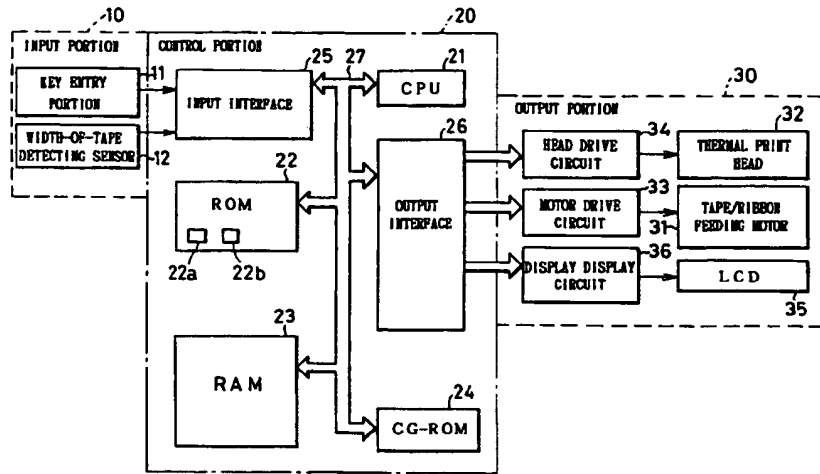 10
INPUT PORTION
11
KEY ENTRY
PORTION
WIDTH-OF-TAPE
DETECTING SENSOR
12
20
CONTROL PORTION
25
INPUT INTERFACE
27
21
CPU
22
ROM
22a
22b
26
OUTPUT
INTERFACE
23
RAM
24
CG-ROM
30
OUTPUT PORTION
34
HEAD DRIVE
CIRCUIT
32
THERMAL PRINT
HEAD
33
MOTOR DRIVE
CIRCUIT
TAPE/RIBBON
FEEDING MOTOR
31
36
DISPLAY DISPLAY
CIRCUIT
LCD
35